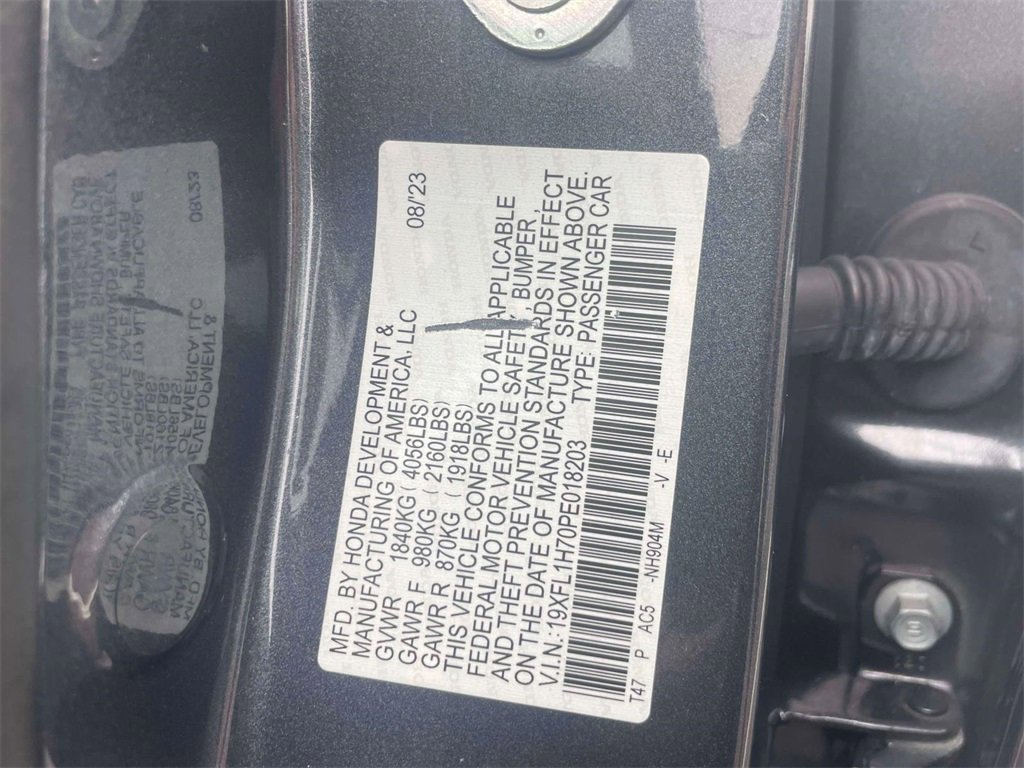 MFD. BY HONDA DEVELOPMENT & 08/'23
MANUFACTURING OF AMERICA, LLC
GVWR 1840KG ( 4056LBS)
GAWR F 980KG ( 2160LBS)
GAWR R 870KG ( 1918LBS)
THIS VEHICLE CONFORMS TO ALL APPLICABLE
FEDERAL MOTOR VEHICLE SAFETY, BUMPER,
AND THEFT PREVENTION STANDARDS IN EFFECT
ON THE DATE OF MANUFACTURE SHOWN ABOVE.
V.I.N.:19XFL1H70PE018203 TYPE: PASSENGER CAR
T47 P AC5 -NH904M -V -E